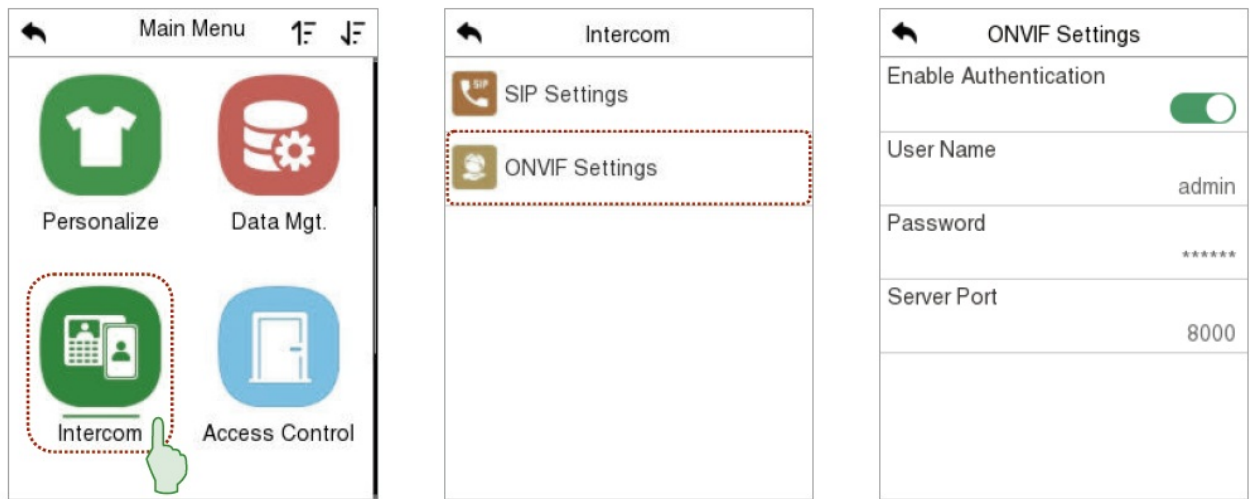 Main Menu
Personalize
Data Mgt.
Intercom
Access Control
Intercom
SIP
SIP Settings
ONVIF Settings
ONVIF Settings
Enable Authentication
User Name
admin
Password
******
Server Port
8000